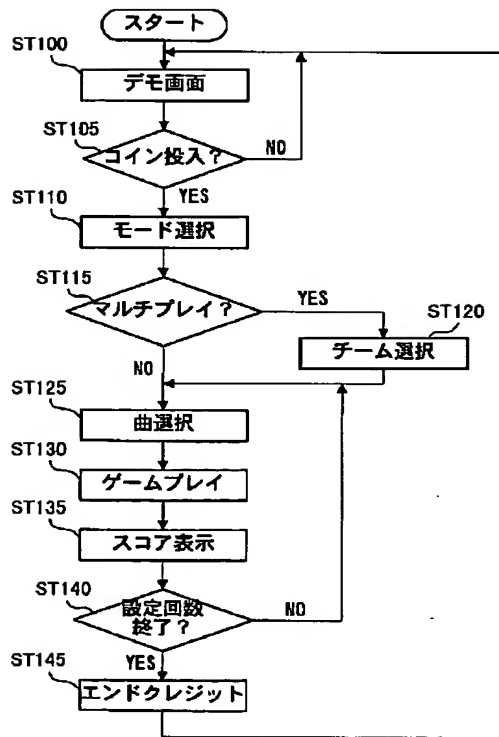 スタート
ST100
デモ画面
ST105
コイン投入？
NO
YES
ST110
モード選択
ST115
マルチプレイ？
YES
ST120
チーム選択
NO
ST125
曲選択
ST130
ゲームプレイ
ST135
スコア表示
ST140
設定回数
終了？
NO
YES
ST145
エンドクレジット